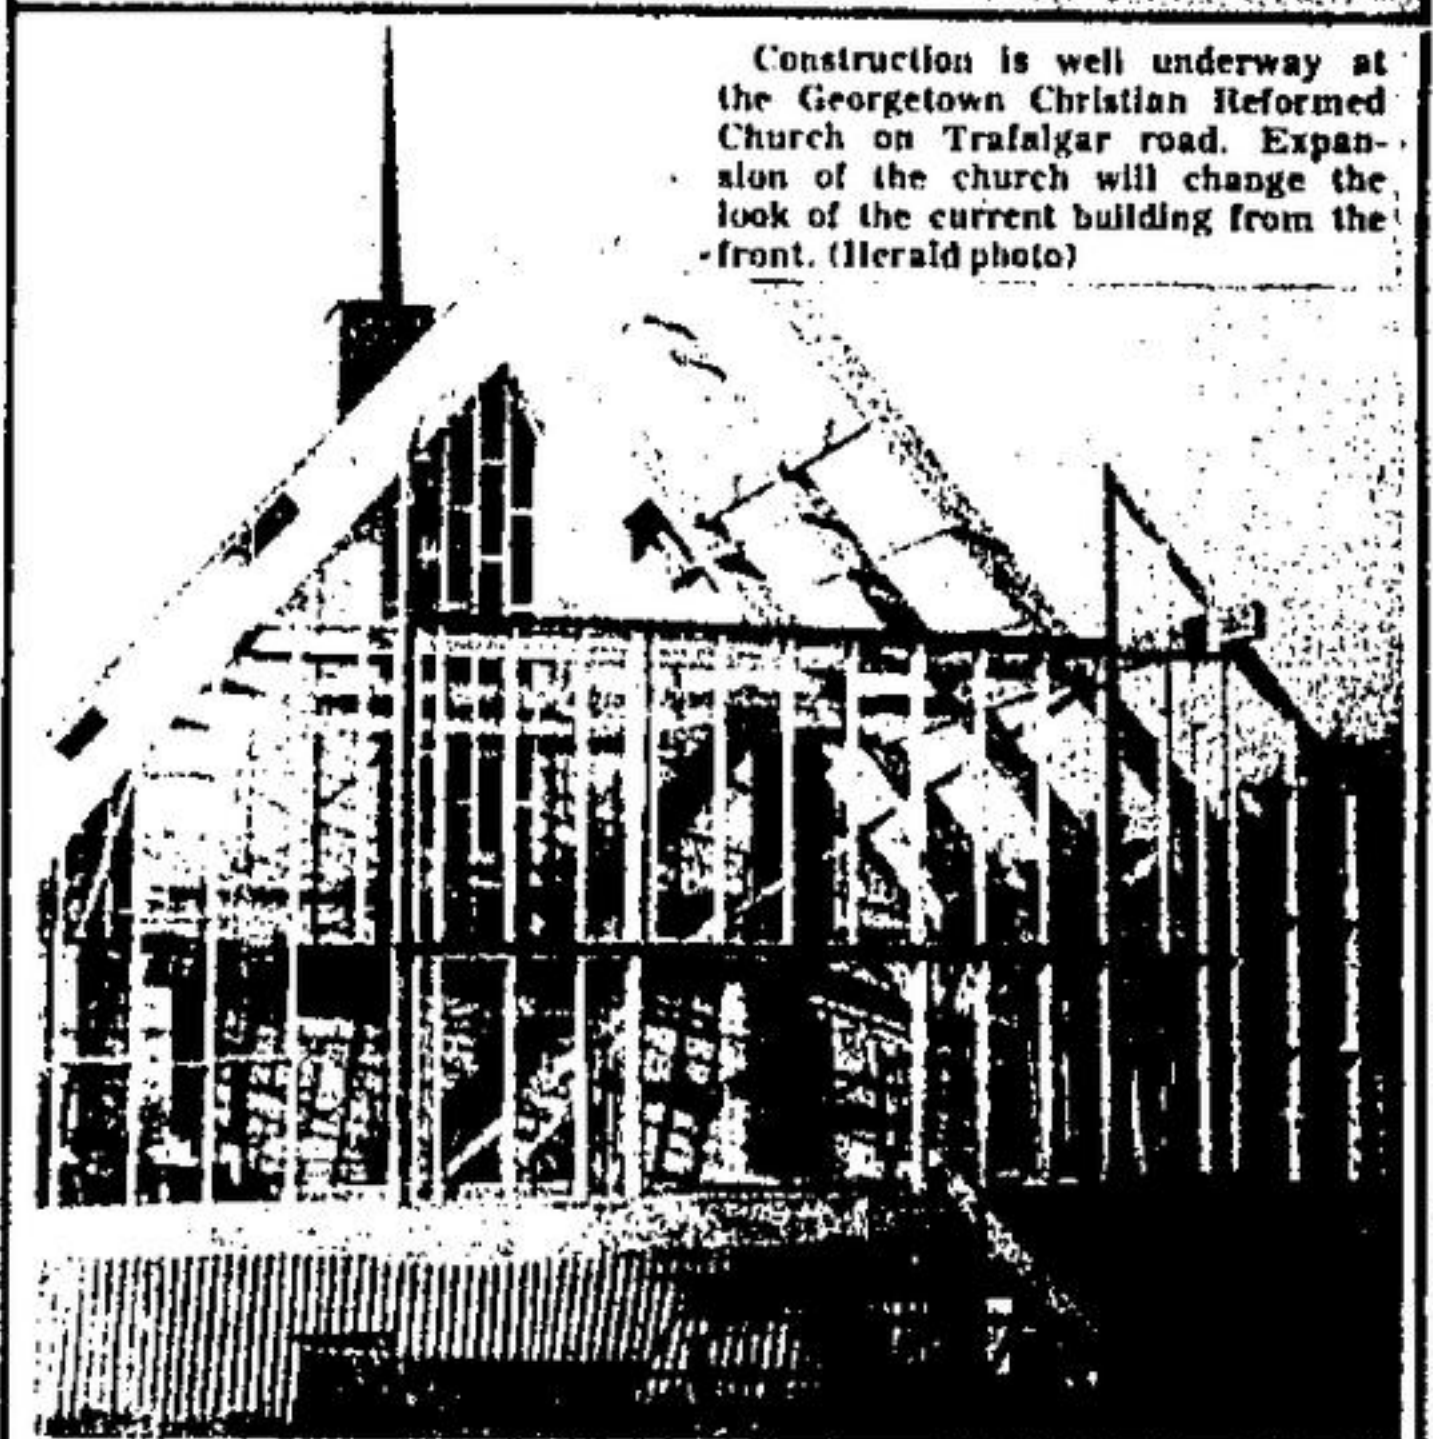 Construction is well underway at
the Georgetown Christian Reformed
Church on Trafalgar road. Expan-
sion of the church will change the
look of the current building from the
front. (Herald photo)